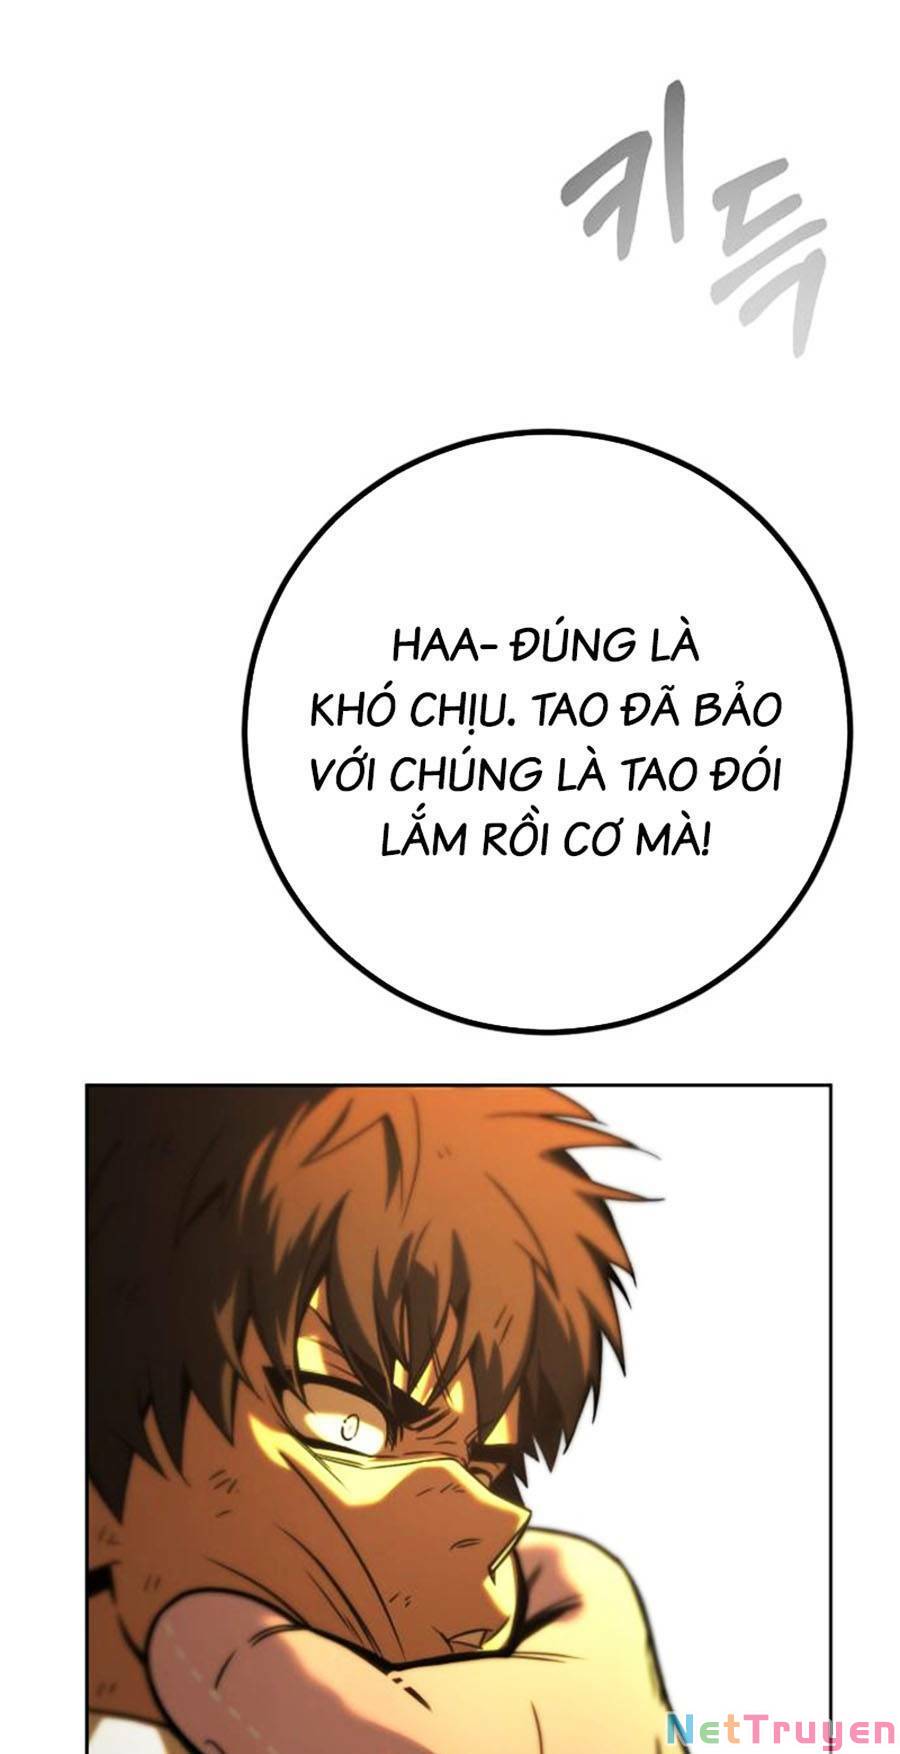 키득
HAA- ĐÚNG LÀ
KHÓ CHỊU. TAO ĐÃ BẢO
VỚI CHÚNG LÀ TAO ĐÓI
LẮM RỒI CƠ MÀ!
NetTruyen